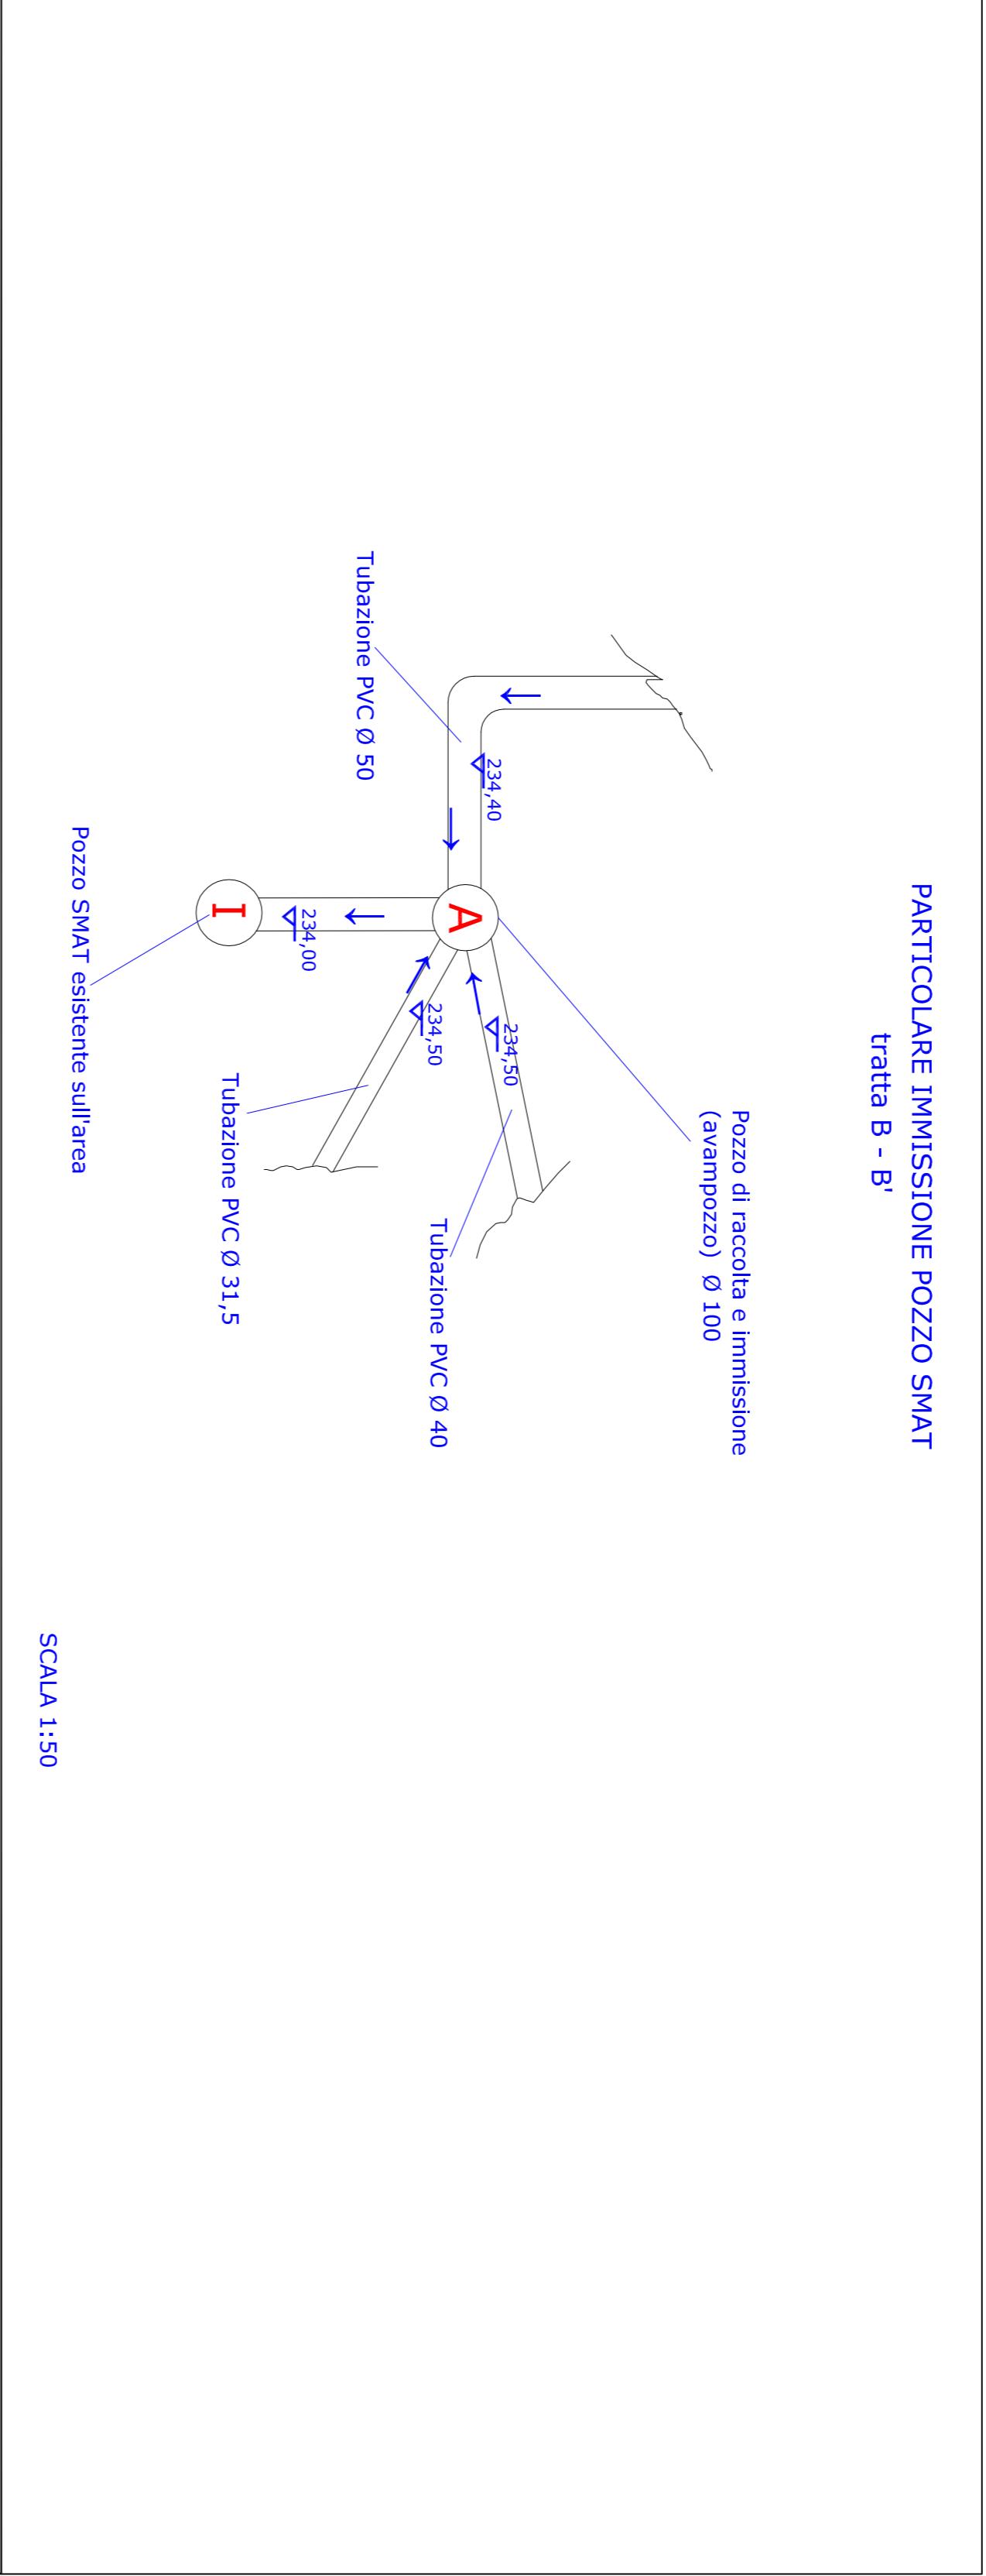 PARTICOLARE IMMISSIONE POZZO SMAT
tratta B - B'
Pozzo di raccolta e immissione
(avampozzo) Ø 100
234,40
234,50
Tubazione PVC Ø 40
A
234,50
Tubazione PVC Ø 50
234,00
Tubazione PVC Ø 31,5
I
Pozzo SMAT esistente sull'area
SCALA 1:50